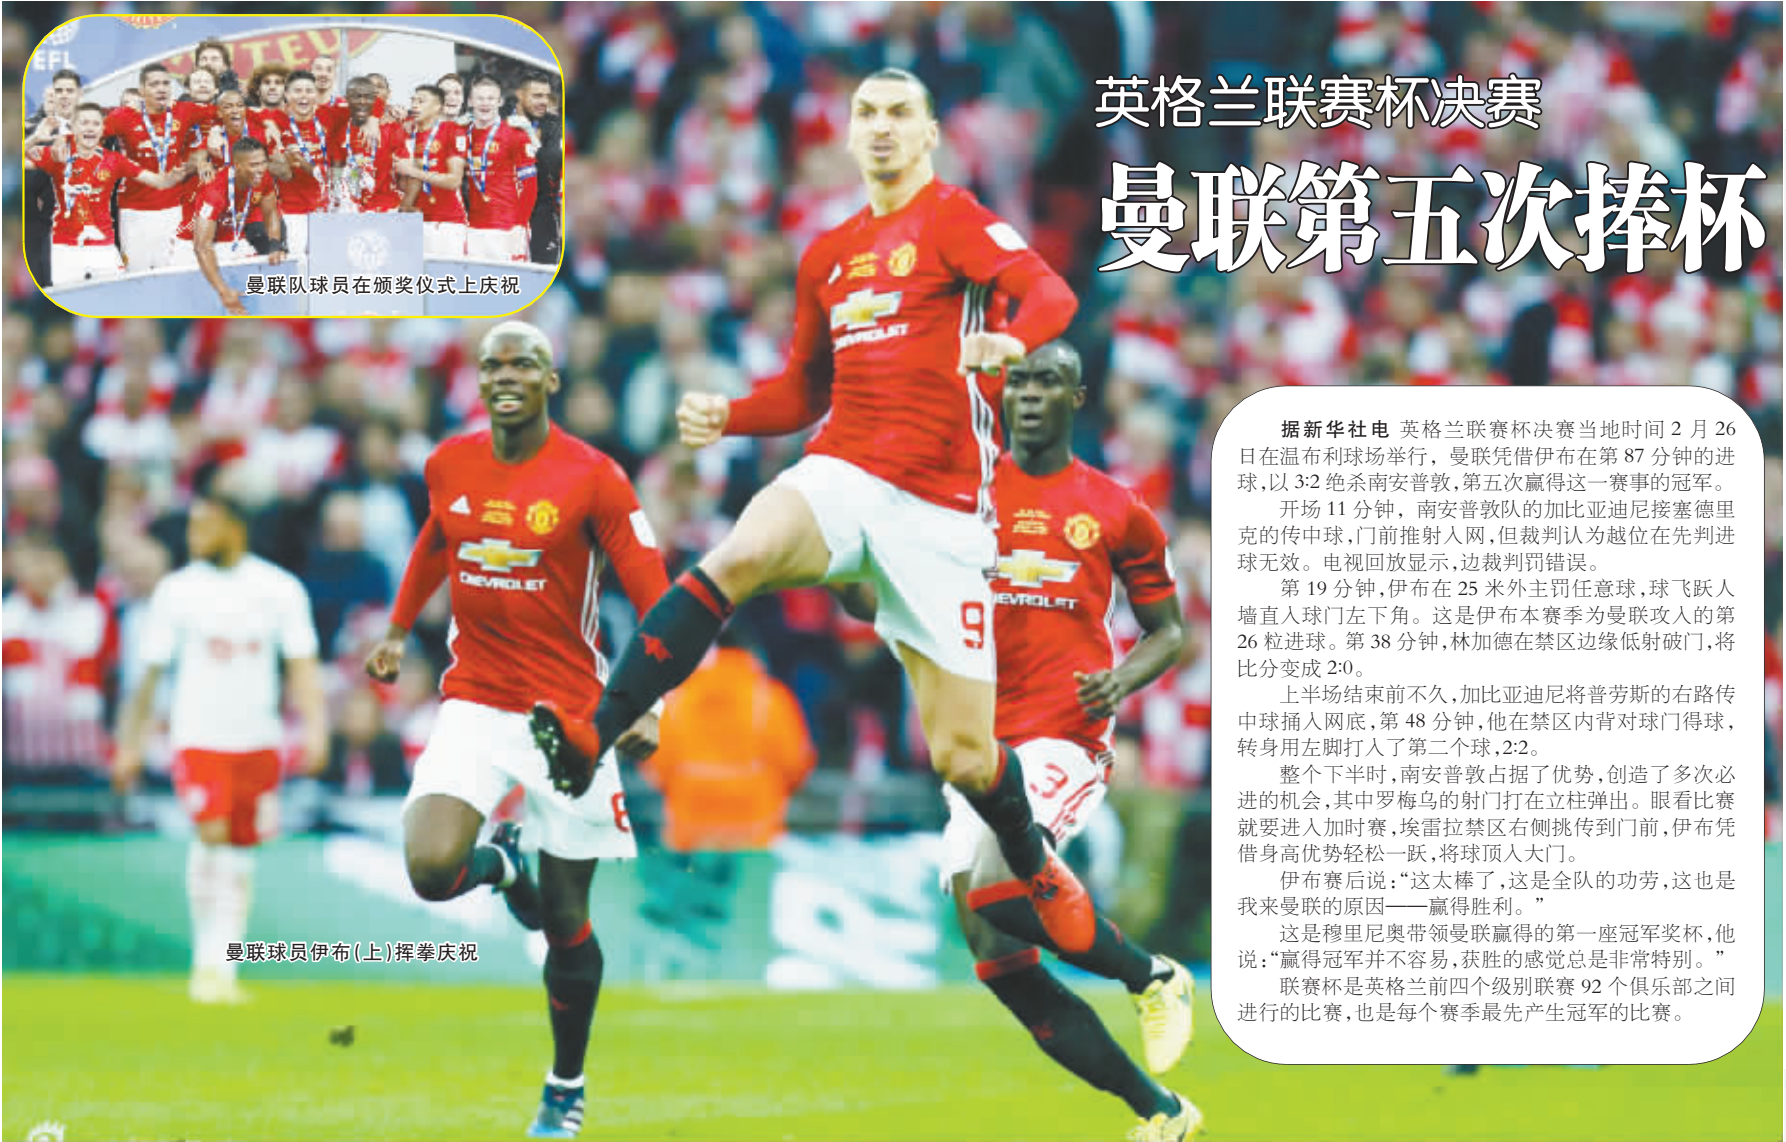 EFL
UNITED
曼联队球员在颁奖仪式上庆祝
英格兰联赛杯决赛
曼联第五次捧杯
CHEVROLET
CHEVROLET
9
EVROLET
3
曼联球员伊布(上)挥拳庆祝
据新华社电 英格兰联赛杯决赛当地时间 2 月 26
日在温布利球场举行，曼联凭借伊布在第 87 分钟的进
球,以 3:2 绝杀南安普敦,第五次赢得这一赛事的冠军。
开场 11 分钟，南安普敦队的加比亚迪尼接塞德里
克的传中球,门前推射入网,但裁判认为越位在先判进
球无效。电视回放显示,边裁判罚错误。
第 19 分钟,伊布在 25 米外主罚任意球,球飞跃人
墙直入球门左下角。这是伊布本赛季为曼联攻入的第
26 粒进球。第 38 分钟,林加德在禁区边缘低射破门,将
比分变成 2:0。
上半场结束前不久,加比亚迪尼将普劳斯的右路传
中球捅入网底,第 48 分钟,他在禁区内背对球门得球,
转身用左脚打入了第二个球,2:2。
整个下半时,南安普敦占据了优势,创造了多次必
进的机会,其中罗梅乌的射门打在立柱弹出。眼看比赛
就要进入加时赛,埃雷拉禁区右侧挑传到门前,伊布凭
借身高优势轻松一跃,将球顶入大门。
伊布赛后说:“这太棒了,这是全队的功劳,这也是
我来曼联的原因——赢得胜利。”
这是穆里尼奥带领曼联赢得的第一座冠军奖杯,他
说:“赢得冠军并不容易,获胜的感觉总是非常特别。”
联赛杯是英格兰前四个级别联赛 92 个俱乐部之间
进行的比赛,也是每个赛季最先产生冠军的比赛。